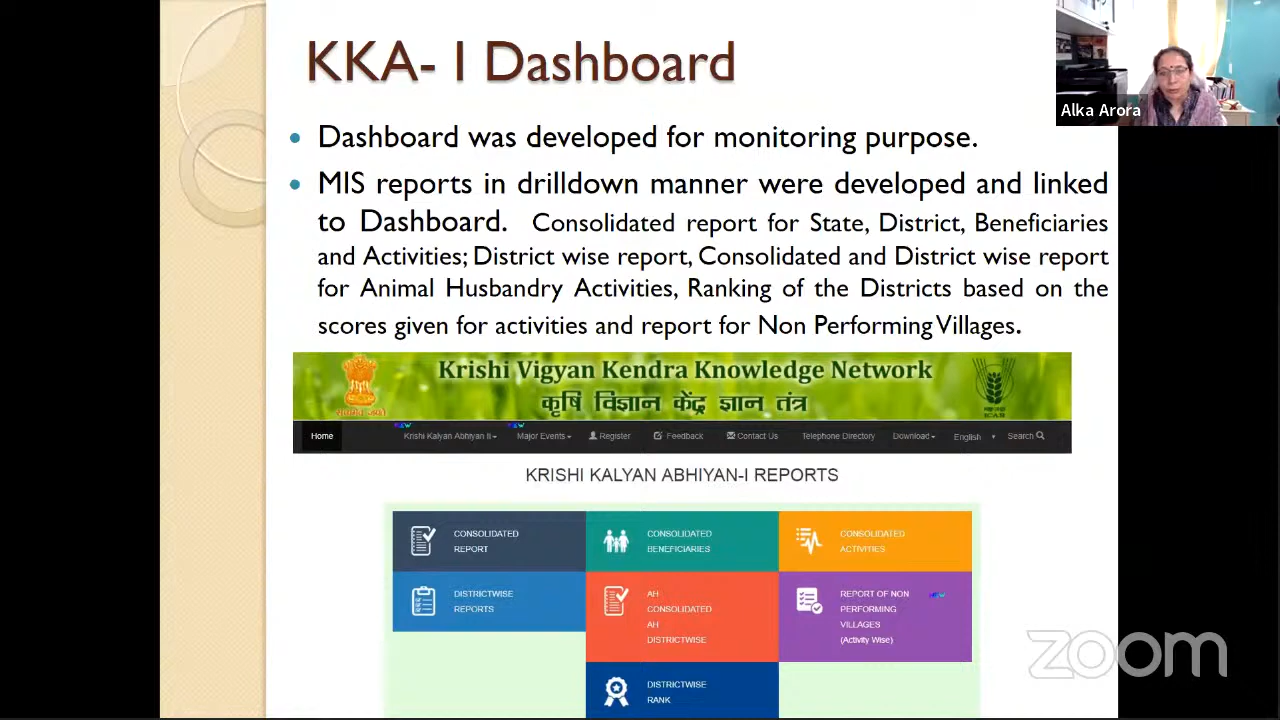 KKA- I Dashboard
Alka Arora
Dashboard was developed for monitoring purpose.
MIS reports in drilldown manner were developed and linked
to Dashboard. Consolidated report for State, District, Beneficiaries
and Activities; District wise report, Consolidated and District wise report
for Animal Husbandry Activities, Ranking of the Districts based on the
scores given for activities and report for Non Performing Villages.
Krishi Vigyan Kendra Knowledge Network
कृषि विज्ञान केंद्र ज्ञान तंत्र
सत्यमेव जयते
ICAR
Home Krishi Kalyan Abhiyan II Major Events Register Feedback Contact Us Telephone Directory Download English Search
KRISHI KALYAN ABHIYAN-I REPORTS
CONSOLIDATED
REPORT
CONSOLIDATED
BENEFICIARIES
CONSOLIDATED
ACTIVITIES
DISTRICTWISE
REPORTS
AH
CONSOLIDATED
AH
DISTRICTWISE
REPORT OF NON
PERFORMING
VILLAGES
(Activity Wise)
DISTRICTWISE
RANK
zoom